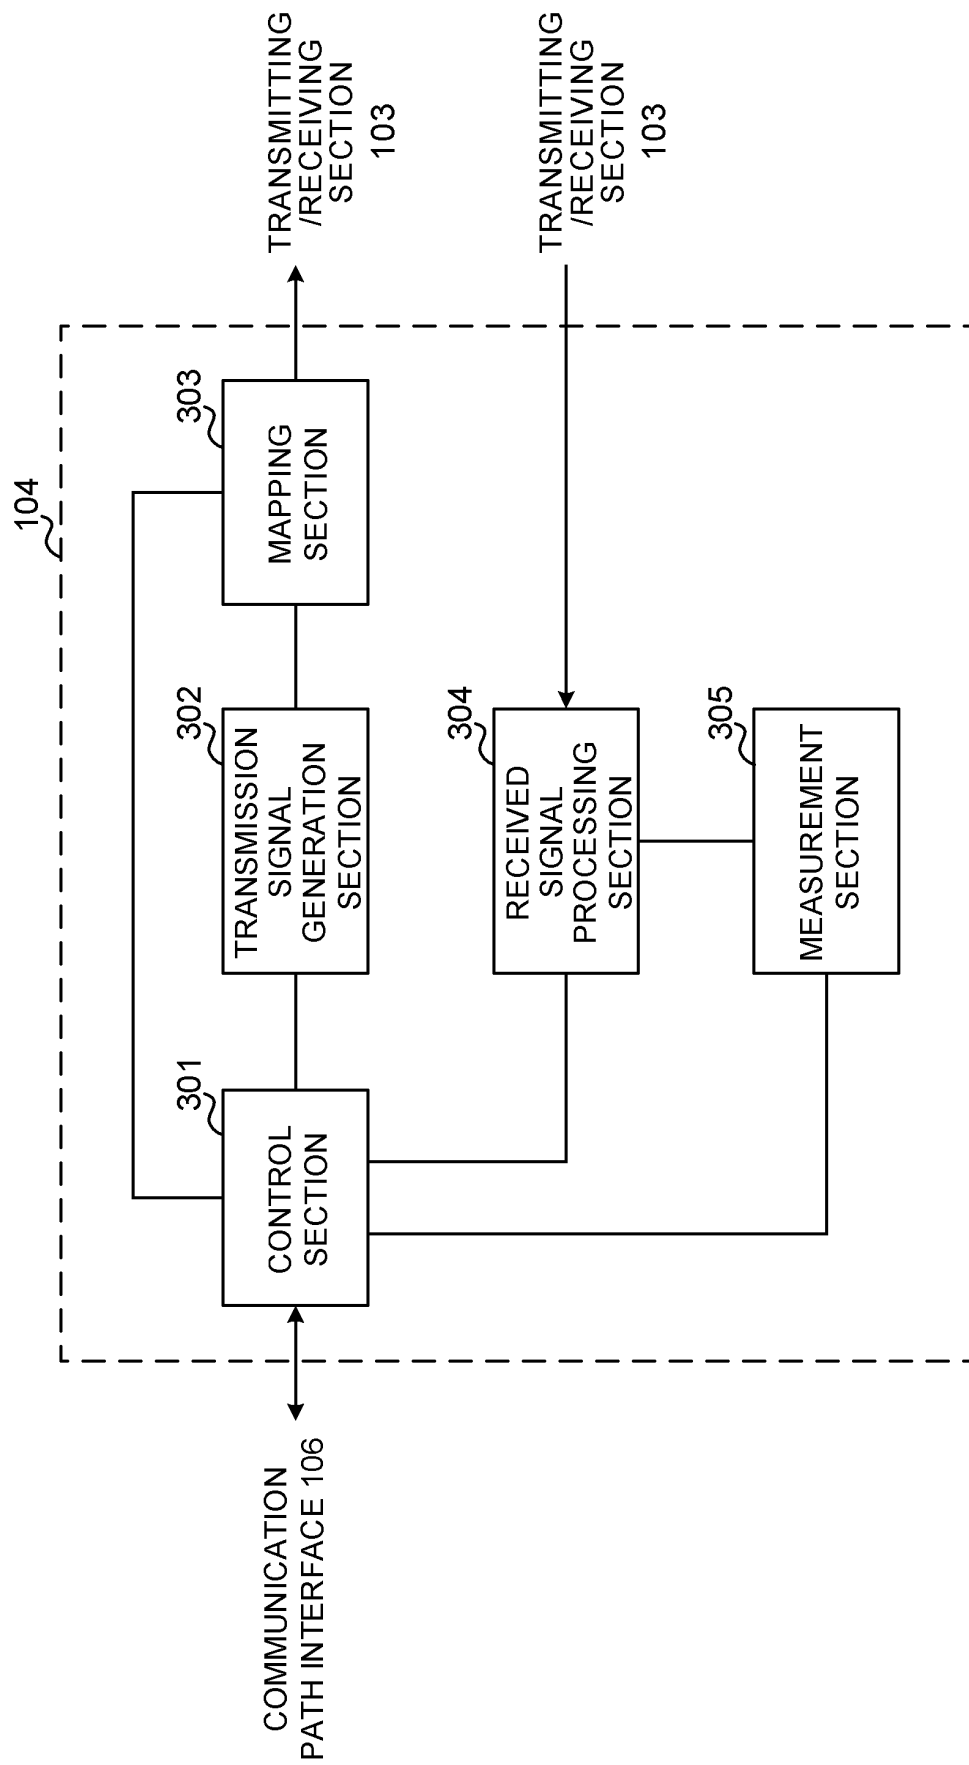 104
COMMUNICATION
PATH INTERFACE 106
301
CONTROL
SECTION
302
TRANSMISSION
SIGNAL
GENERATION
SECTION
303
MAPPING
SECTION
TRANSMITTING
/RECEIVING
SECTION
103
304
RECEIVED
SIGNAL
PROCESSING
SECTION
TRANSMITTING
/RECEIVING
SECTION
103
305
MEASUREMENT
SECTION